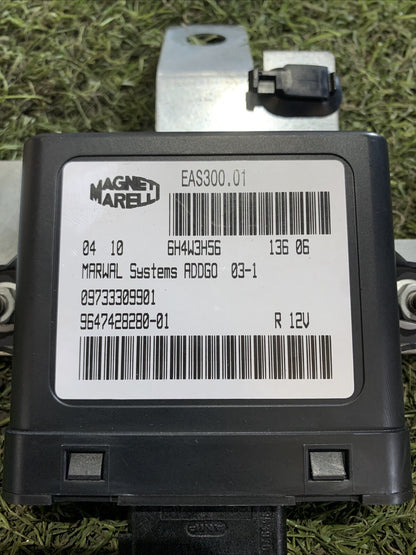 MAGNETI
MARELLI
EAS300.01
04 10 6H4W3H56 136 06
MARWAL Systems ADDGO 03-1
09733309901
9647428280-01 R 12V